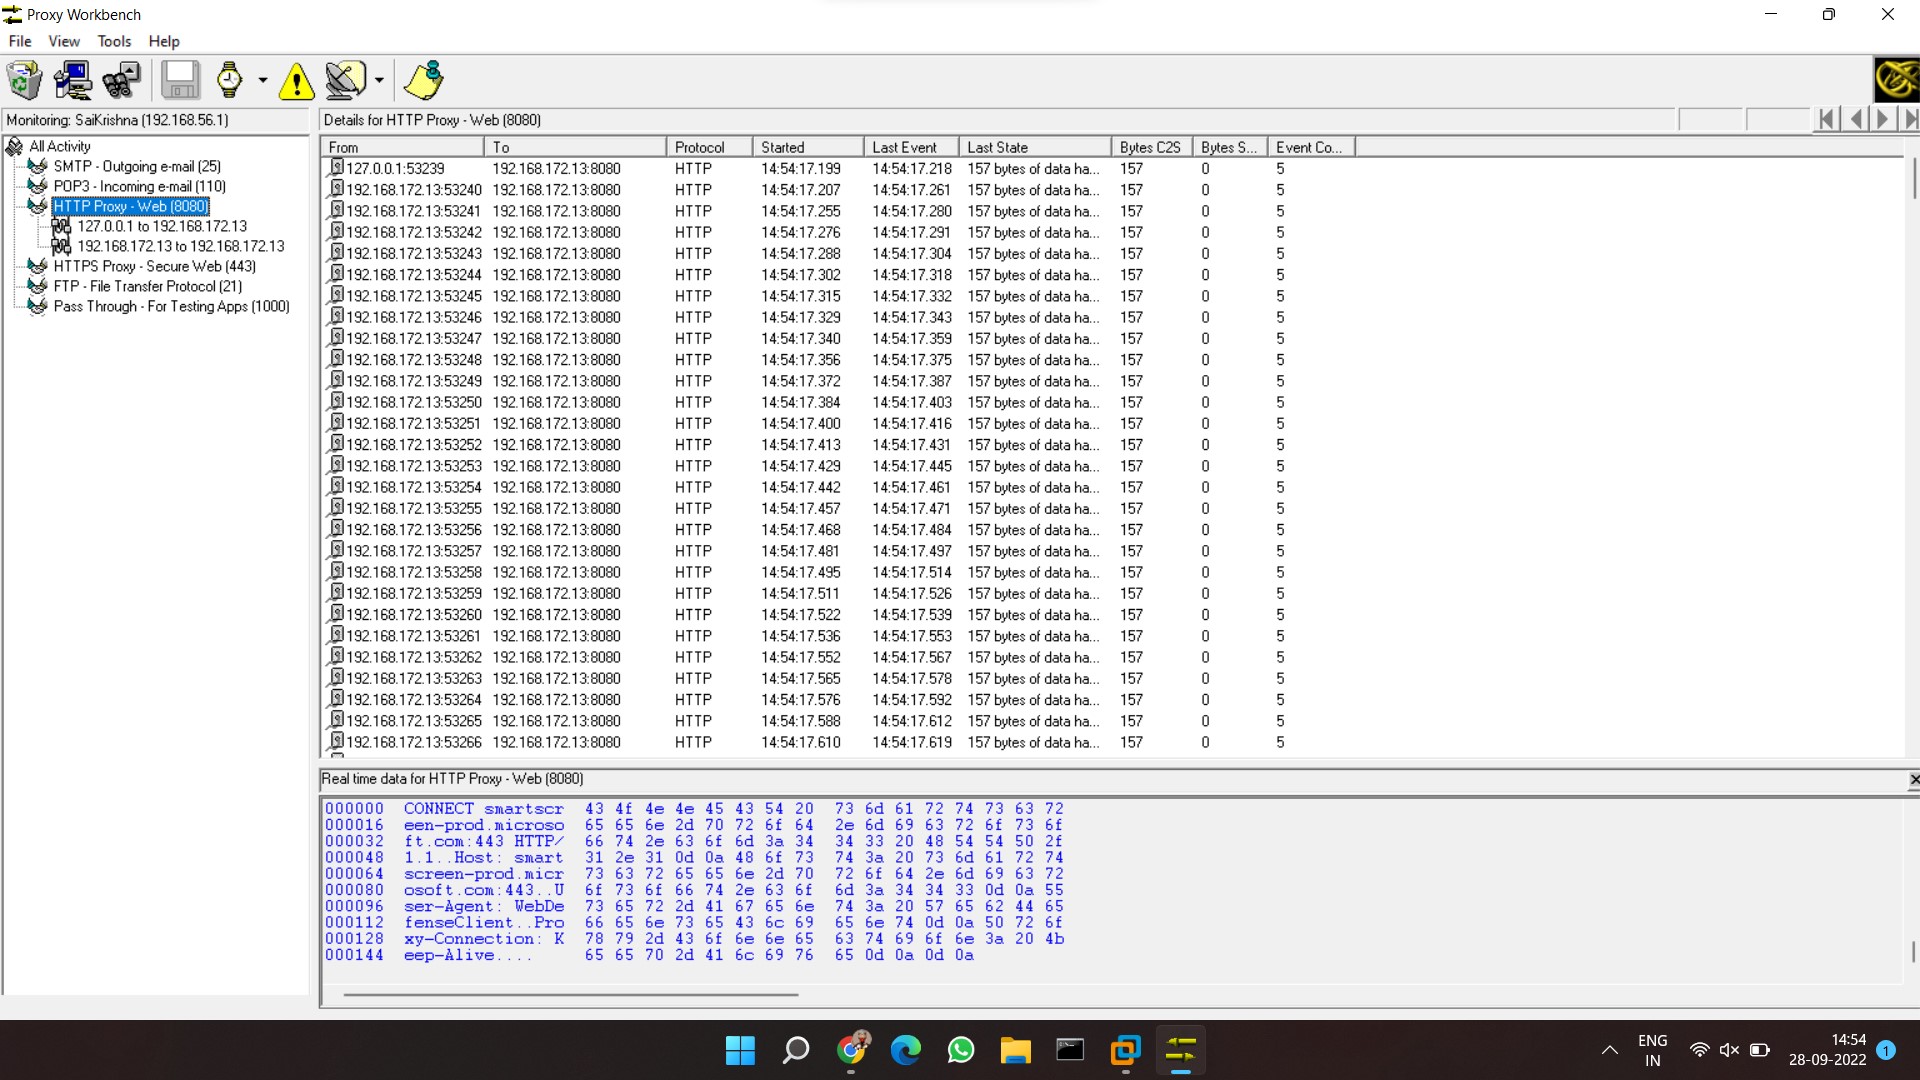 Proxy Workbench
File View Tools Help
Monitoring: SaiKrishna (192.168.56.1)
Details for HTTP Proxy - Web (8080)
All Activity
SMTP - Outgoing e-mail (25)
POP3 - Incoming e-mail (110)
HTTP Proxy - Web (8080)
127.0.0.1 to 192.168.172.13
192.168.172.13 to 192.168.172.13
HTTPS Proxy - Secure Web (443)
FTP - File Transfer Protocol (21)
Pass Through - For Testing Apps (1000)
From To Protocol Started Last Event Last State Bytes C2S Bytes S... Event Co...
127.0.0.1:53239 192.168.172.13:8080 HTTP 14:54:17.199 14:54:17.218 157 bytes of data ha... 157 0 5
192.168.172.13:53240 192.168.172.13:8080 HTTP 14:54:17.207 14:54:17.261 157 bytes of data ha... 157 0 5
192.168.172.13:53241 192.168.172.13:8080 HTTP 14:54:17.255 14:54:17.280 157 bytes of data ha... 157 0 5
192.168.172.13:53242 192.168.172.13:8080 HTTP 14:54:17.276 14:54:17.291 157 bytes of data ha... 157 0 5
192.168.172.13:53243 192.168.172.13:8080 HTTP 14:54:17.288 14:54:17.304 157 bytes of data ha... 157 0 5
192.168.172.13:53244 192.168.172.13:8080 HTTP 14:54:17.302 14:54:17.318 157 bytes of data ha... 157 0 5
192.168.172.13:53245 192.168.172.13:8080 HTTP 14:54:17.315 14:54:17.332 157 bytes of data ha... 157 0 5
192.168.172.13:53246 192.168.172.13:8080 HTTP 14:54:17.329 14:54:17.343 157 bytes of data ha... 157 0 5
192.168.172.13:53247 192.168.172.13:8080 HTTP 14:54:17.340 14:54:17.359 157 bytes of data ha... 157 0 5
192.168.172.13:53248 192.168.172.13:8080 HTTP 14:54:17.356 14:54:17.375 157 bytes of data ha... 157 0 5
192.168.172.13:53249 192.168.172.13:8080 HTTP 14:54:17.372 14:54:17.387 157 bytes of data ha... 157 0 5
192.168.172.13:53250 192.168.172.13:8080 HTTP 14:54:17.384 14:54:17.403 157 bytes of data ha... 157 0 5
192.168.172.13:53251 192.168.172.13:8080 HTTP 14:54:17.400 14:54:17.416 157 bytes of data ha... 157 0 5
192.168.172.13:53252 192.168.172.13:8080 HTTP 14:54:17.413 14:54:17.431 157 bytes of data ha... 157 0 5
192.168.172.13:53253 192.168.172.13:8080 HTTP 14:54:17.429 14:54:17.445 157 bytes of data ha... 157 0 5
192.168.172.13:53254 192.168.172.13:8080 HTTP 14:54:17.442 14:54:17.461 157 bytes of data ha... 157 0 5
192.168.172.13:53255 192.168.172.13:8080 HTTP 14:54:17.457 14:54:17.471 157 bytes of data ha... 157 0 5
192.168.172.13:53256 192.168.172.13:8080 HTTP 14:54:17.468 14:54:17.484 157 bytes of data ha... 157 0 5
192.168.172.13:53257 192.168.172.13:8080 HTTP 14:54:17.481 14:54:17.497 157 bytes of data ha... 157 0 5
192.168.172.13:53258 192.168.172.13:8080 HTTP 14:54:17.495 14:54:17.514 157 bytes of data ha... 157 0 5
192.168.172.13:53259 192.168.172.13:8080 HTTP 14:54:17.511 14:54:17.526 157 bytes of data ha... 157 0 5
192.168.172.13:53260 192.168.172.13:8080 HTTP 14:54:17.522 14:54:17.539 157 bytes of data ha... 157 0 5
192.168.172.13:53261 192.168.172.13:8080 HTTP 14:54:17.536 14:54:17.553 157 bytes of data ha... 157 0 5
192.168.172.13:53262 192.168.172.13:8080 HTTP 14:54:17.552 14:54:17.567 157 bytes of data ha... 157 0 5
192.168.172.13:53263 192.168.172.13:8080 HTTP 14:54:17.565 14:54:17.578 157 bytes of data ha... 157 0 5
192.168.172.13:53264 192.168.172.13:8080 HTTP 14:54:17.576 14:54:17.592 157 bytes of data ha... 157 0 5
192.168.172.13:53265 192.168.172.13:8080 HTTP 14:54:17.588 14:54:17.612 157 bytes of data ha... 157 0 5
192.168.172.13:53266 192.168.172.13:8080 HTTP 14:54:17.610 14:54:17.619 157 bytes of data ha... 157 0 5
Real time data for HTTP Proxy - Web (8080)
000000 CONNECT smartscr 43 4f 4e 4e 45 43 54 20 73 6d 61 72 74 73 63 72
000016 een-prod.microso 65 65 6e 2d 70 72 6f 64 2e 6d 69 63 72 6f 73 6f
000032 ft.com:443 HTTP/ 66 74 2e 63 6f 6d 3a 34 34 33 20 48 54 54 50 2f
000048 1.1..Host: smart 31 2e 31 0d 0a 48 6f 73 74 3a 20 73 6d 61 72 74
000064 screen-prod.micr 73 63 72 65 65 6e 2d 70 72 6f 64 2e 6d 69 63 72
000080 osoft.com:443..U 6f 73 6f 66 74 2e 63 6f 6d 3a 34 34 33 0d 0a 55
000096 ser-Agent: WebDe 73 65 72 2d 41 67 65 6e 74 3a 20 57 65 62 44 65
000112 fenseClient..Pro 66 65 6e 73 65 43 6c 69 65 6e 74 0d 0a 50 72 6f
000128 xy-Connection: K 78 79 2d 43 6f 6e 6e 65 63 74 69 6f 6e 3a 20 4b
000144 eep-Alive.... 65 65 70 2d 41 6c 69 76 65 0d 0a 0d 0a
ENG 14:54
IN 28-09-2022 1